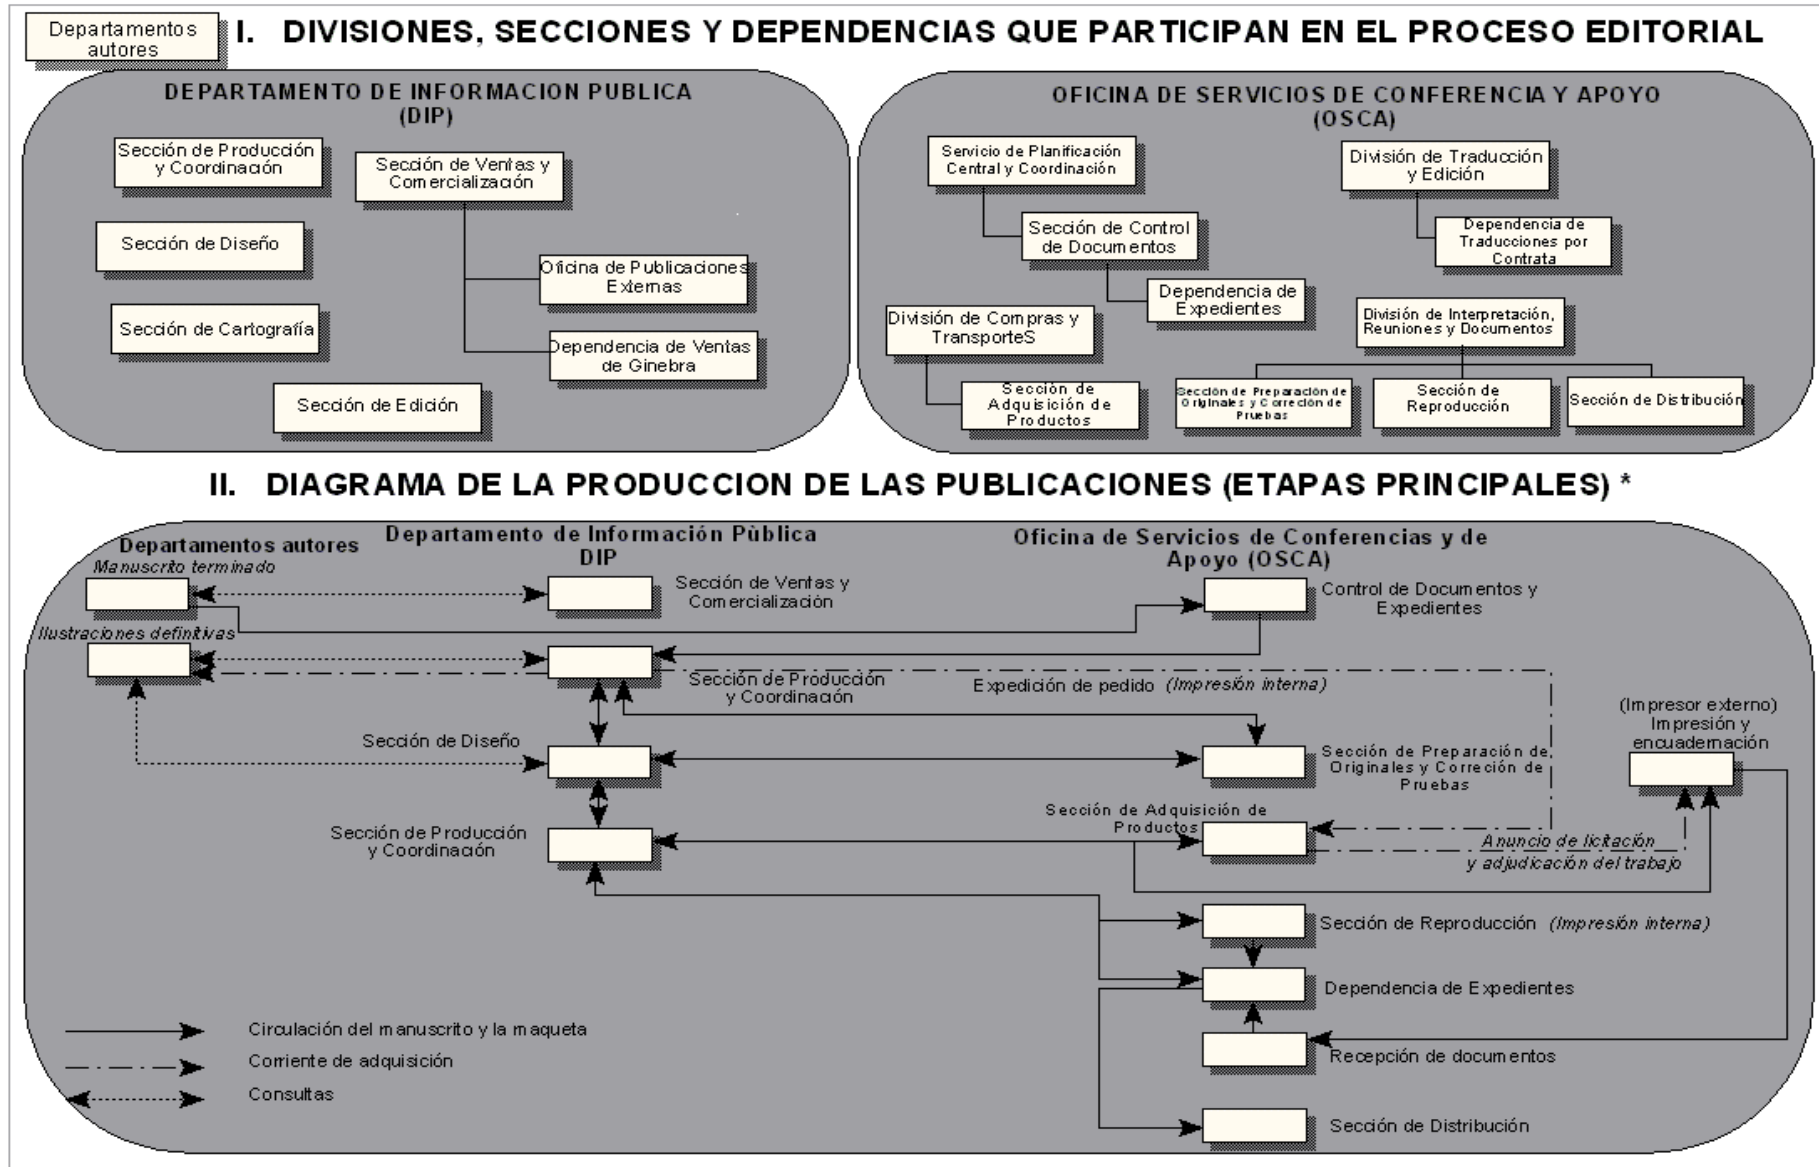 Departamentos
autores
I. DIVISIONES, SECCIONES Y DEPENDENCIAS QUE PARTICIPAN EN EL PROCESO EDITORIAL
DEPARTAMENTO DE INFORMACION PUBLICA
(DIP)
Sección de Producción
y Coordinación
Sección de Ventas y
Comercialización
Sección de Diseño
Oficina de Publicaciones
Externas
Sección de Cartografía
Dependencia de Ventas
de Ginebra
Sección de Edición
OFICINA DE SERVICIOS DE CONFERENCIA Y APOYO
(OSCA)
Servicio de Planificación
Central y Coordinación
División de Traducción
y Edición
Sección de Control
de Documentos
Dependencia de
Traducciones por
Contrata
Dependencia de
Expedientes
División de Compras y
TransporteS
División de Interpretación,
Reuniones y Documentos
Sección de
Adquisición de
Productos
Sección de Preparación de
Originales y Correción de
Pruebas
Sección de
Reproducción
Sección de Distribución
II. DIAGRAMA DE LA PRODUCCION DE LAS PUBLICACIONES (ETAPAS PRINCIPALES) *
Departamentos autores
Departamento de Información Pùblica
DIP
Oficina de Servicios de Conferencias y de
Apoyo (OSCA)
Manuscrito terminado
Sección de Ventas y
Comercialización
Control de Documentos y
Expedientes
Ilustraciones definitivas
Sección de Producción
y Coordinación
Expedición de pedido (Impresión interna)
(Impresor externo)
Impresión y
encuadernación
Sección de Diseño
Sección de Preparación de
Originales y Correción de
Pruebas
Sección de Producción
y Coordinación
Sección de Adquisición de
Productos
Anuncio de licitación
y adjudicación del trabajo
Sección de Reproducción (Impresión interna)
Dependencia de Expedientes
Recepción de documentos
Sección de Distribución
Circulación del manuscrito y la maqueta
Corriente de adquisición
Consultas